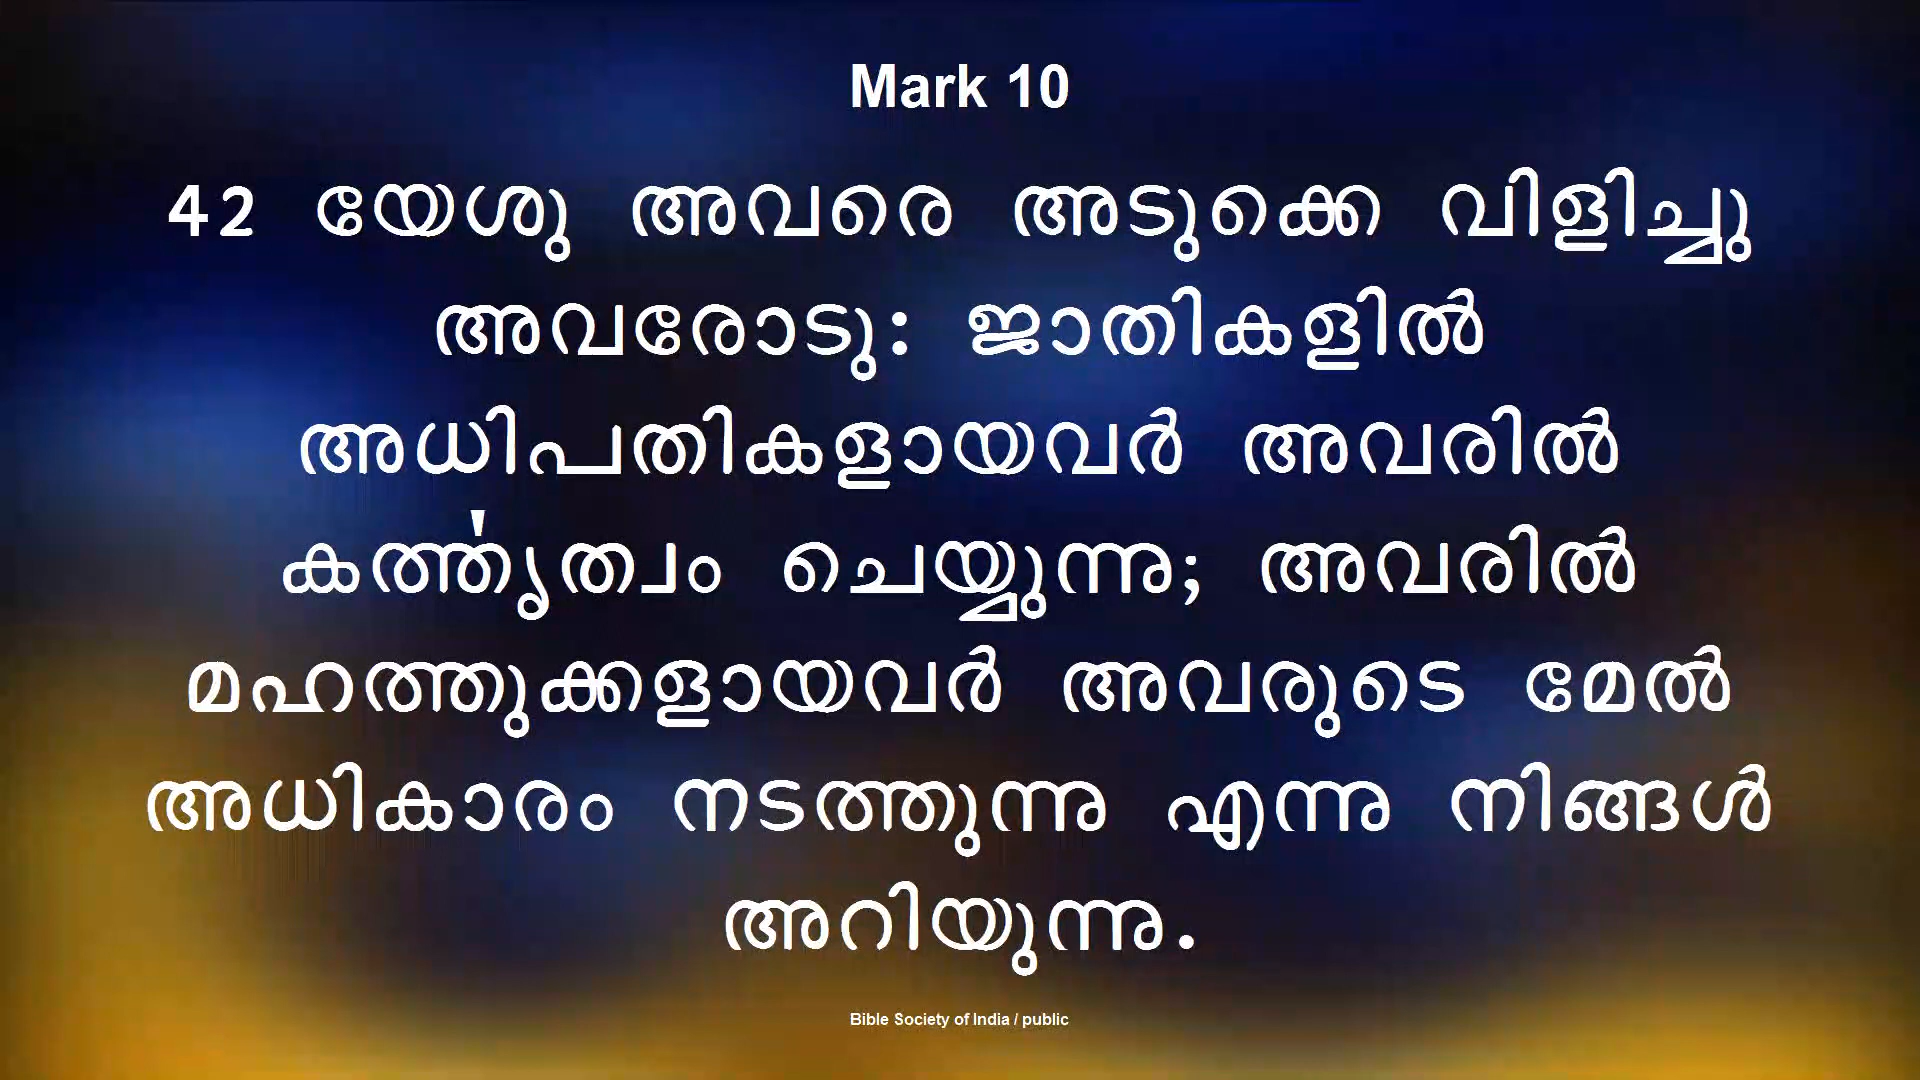 Mark 10
42 യേശു അവരെ അടുക്കെ വിളിച്ചു
അവരോടു: ജാതികളിൽ
അധിപതികളായവർ അവരിൽ
കർത്തൃത്വം ചെയ്യുന്നു; അവരിൽ
മഹത്തുക്കളായവർ അവരുടെ മേൽ
അധികാരം നടത്തുന്നു എന്നു നിങ്ങൾ
അറിയുന്നു.
Bible Society of India / public